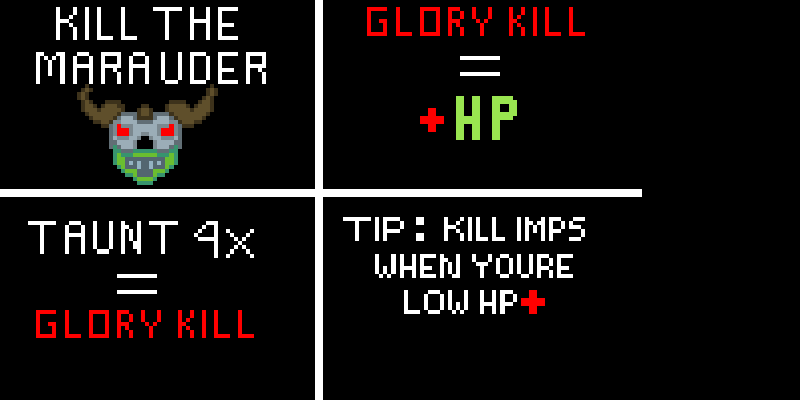 KILL THE
MARAUDER
GLORY KILL
=
+HP
TAUNT 4x
=
GLORY KILL
TIP: KILL IMPS
WHEN YOURE
LOW HP+